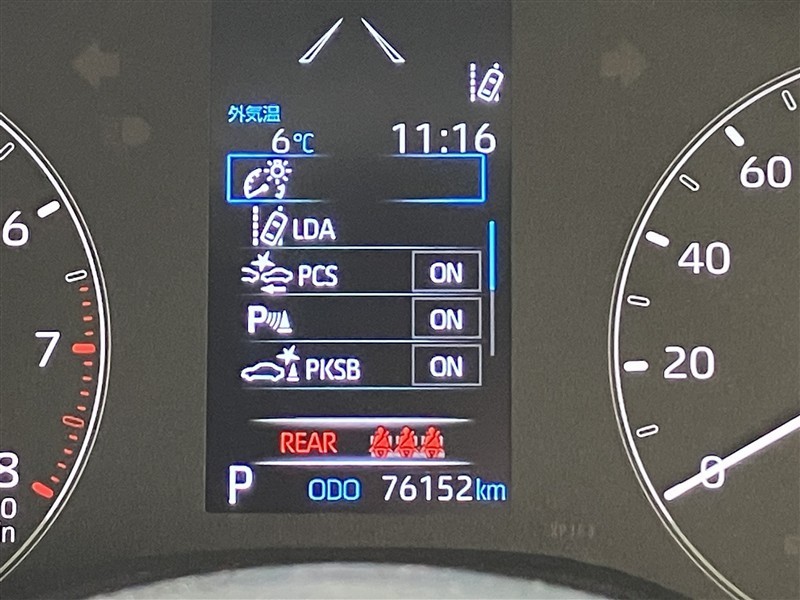 外気温
6℃ 11:16
LDA
PCS ON
P ON
PKSB ON
REAR
P ODO 76152km
6
7
8
60
40
20
0